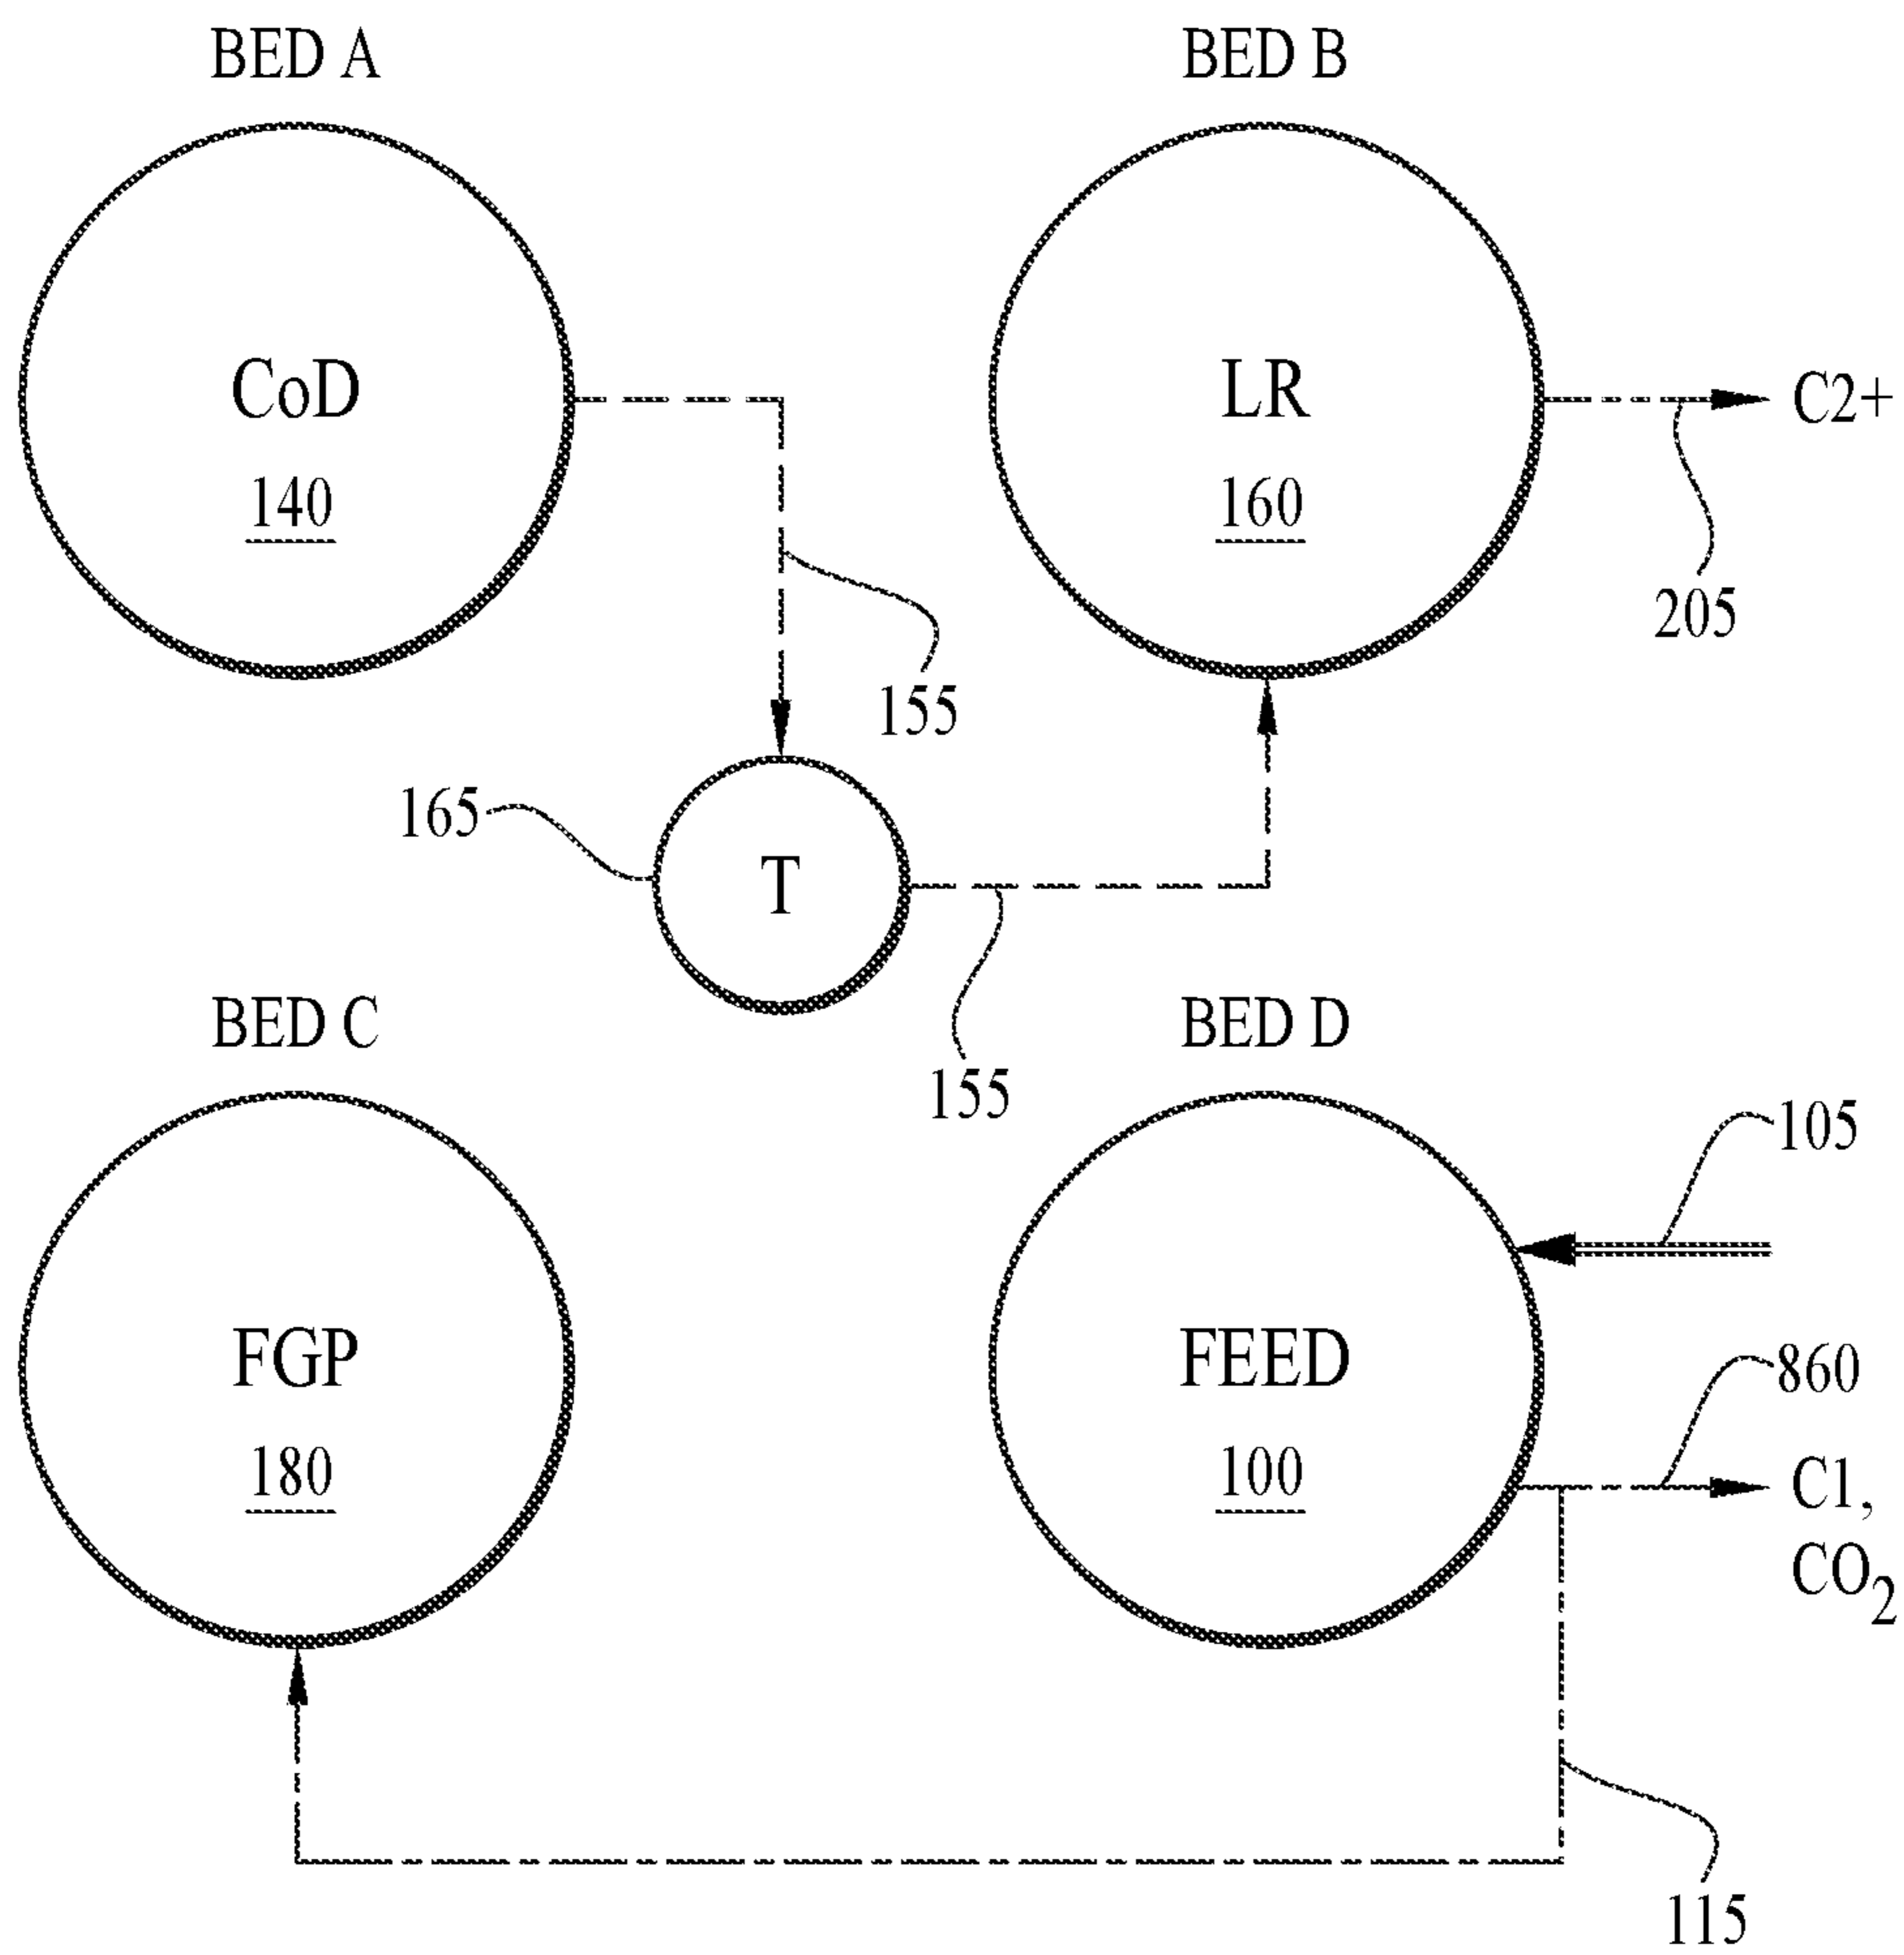 BED A
BED B
CoD
140
LR
160
C2+
205
155
165
T
155
BED C
BED D
105
FGP
180
FEED
100
860
C1,
CO₂
115